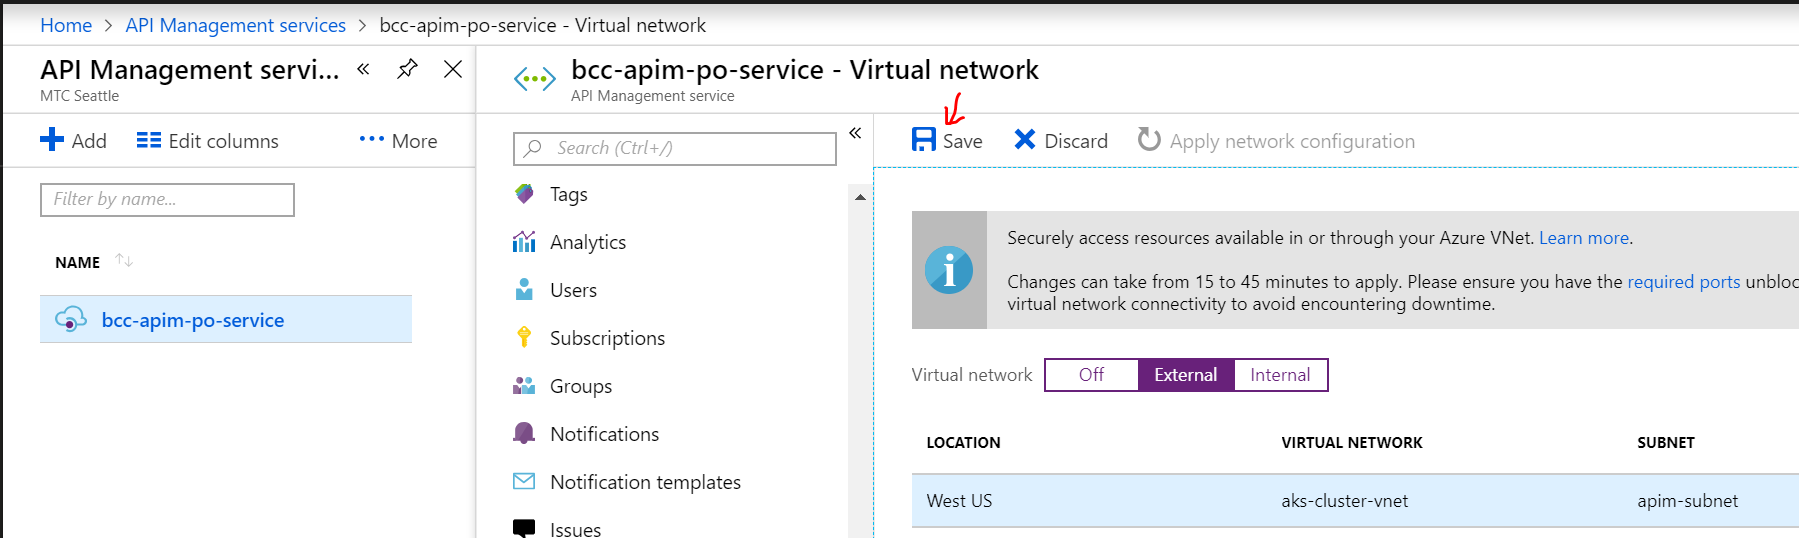 Home > API Management services > bcc-apim-po-service - Virtual network
API Management servi... «
MTC Seattle
Add Edit columns ··· More
Filter by name...
NAME ↑↓
bcc-apim-po-service
bcc-apim-po-service - Virtual network
API Management service
Search (Ctrl+/) «
Tags
Analytics
Users
Subscriptions
Groups
Notifications
Notification templates
Issues
Save Discard Apply network configuration
Securely access resources available in or through your Azure VNet. Learn more.
Changes can take from 15 to 45 minutes to apply. Please ensure you have the required ports
virtual network connectivity to avoid encountering downtime.
Virtual network Off External Internal
LOCATION VIRTUAL NETWORK SUBNET
West US aks-cluster-vnet apim-subnet